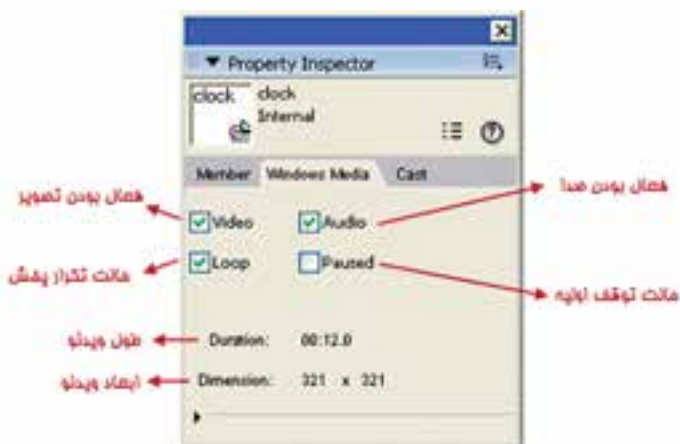 Property Inspector
clock
clock
Internal
Member Windows Media Cast
فعال بودن تصویر
فعال بودن صدا
Video
Audio
حالت تکرار پخش
Loop
Paused
حالت توقف اولیه
طول ویدئو
Duration: 00:12.0
ابعاد ویدئو
Dimension: 321 x 321